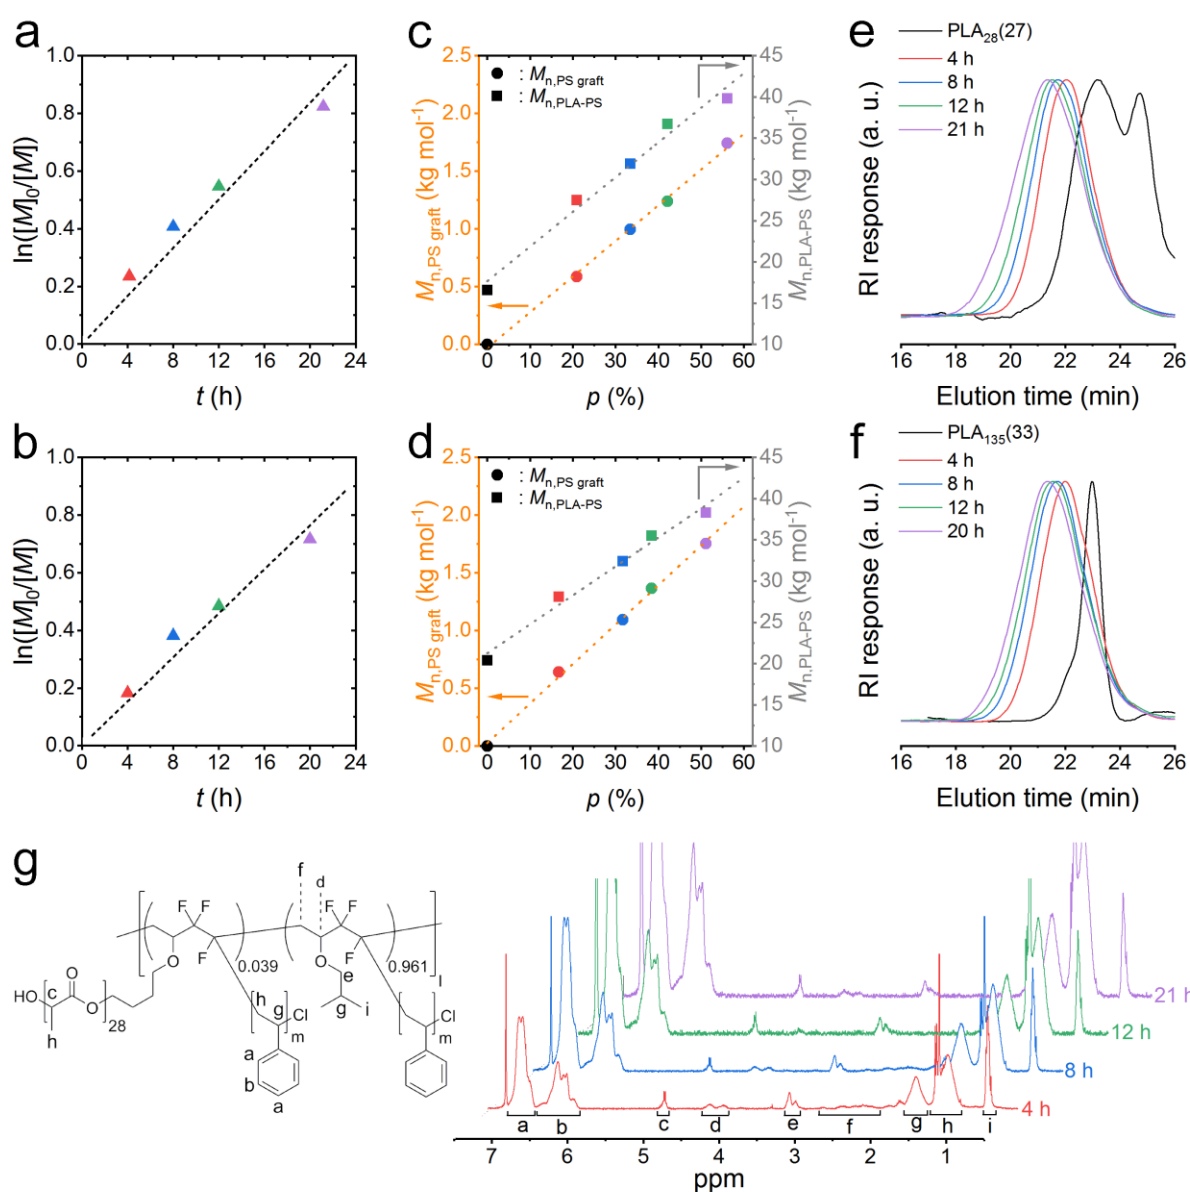 a
1.0
0.8
0.6
0.4
0.2
0.0
ln([M]₀/[M])
0 4 8 12 16 20 24
t (h)
c
2.5
2.0
1.5
1.0
0.5
0.0
Mn,PS graft (kg mol⁻¹)
: Mn,PS graft
: Mn,PLA-PS
45
40
35
30
25
20
15
10
Mn,PLA-PS (kg mol⁻¹)
0 10 20 30 40 50 60
p (%)
e
PLA₂₈(27)
4 h
8 h
12 h
21 h
RI response (a. u.)
16 18 20 22 24 26
Elution time (min)
b
1.0
0.8
0.6
0.4
0.2
0.0
ln([M]₀/[M])
0 4 8 12 16 20 24
t (h)
d
2.5
2.0
1.5
1.0
0.5
0.0
Mn,PS graft (kg mol⁻¹)
: Mn,PS graft
: Mn,PLA-PS
45
40
35
30
25
20
15
10
Mn,PLA-PS (kg mol⁻¹)
0 10 20 30 40 50 60
p (%)
f
PLA₁₃₅(33)
4 h
8 h
12 h
20 h
RI response (a. u.)
16 18 20 22 24 26
Elution time (min)
g
f
d
F F F F F F
F F
0.039 0.961 l
O O
HO c O O 28
h
e
g i
h g Cl m
Cl m
a
b
a
21 h
12 h
8 h
4 h
a b c d e f g h i
7 6 5 4 3 2 1
ppm